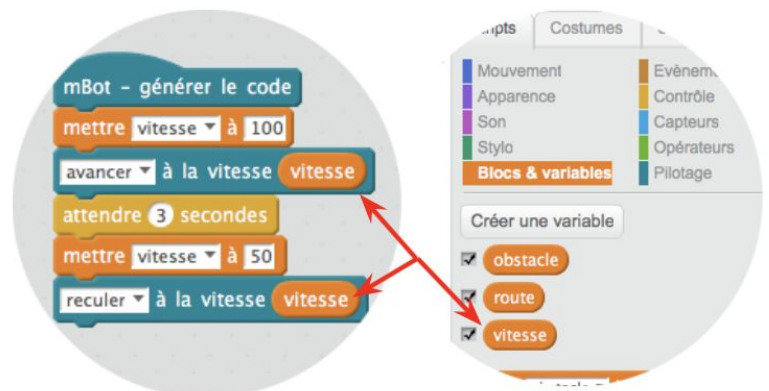 mBot - générer le code
mettre vitesse à 100
avancer à la vitesse vitesse
attendre 3 secondes
mettre vitesse à 50
reculer à la vitesse vitesse
ipts Costumes
Mouvement Evènem
Apparence Contrôle
Son Capteurs
Stylo Opérateurs
Blocs & variables Pilotage
Créer une variable
obstacle
route
vitesse